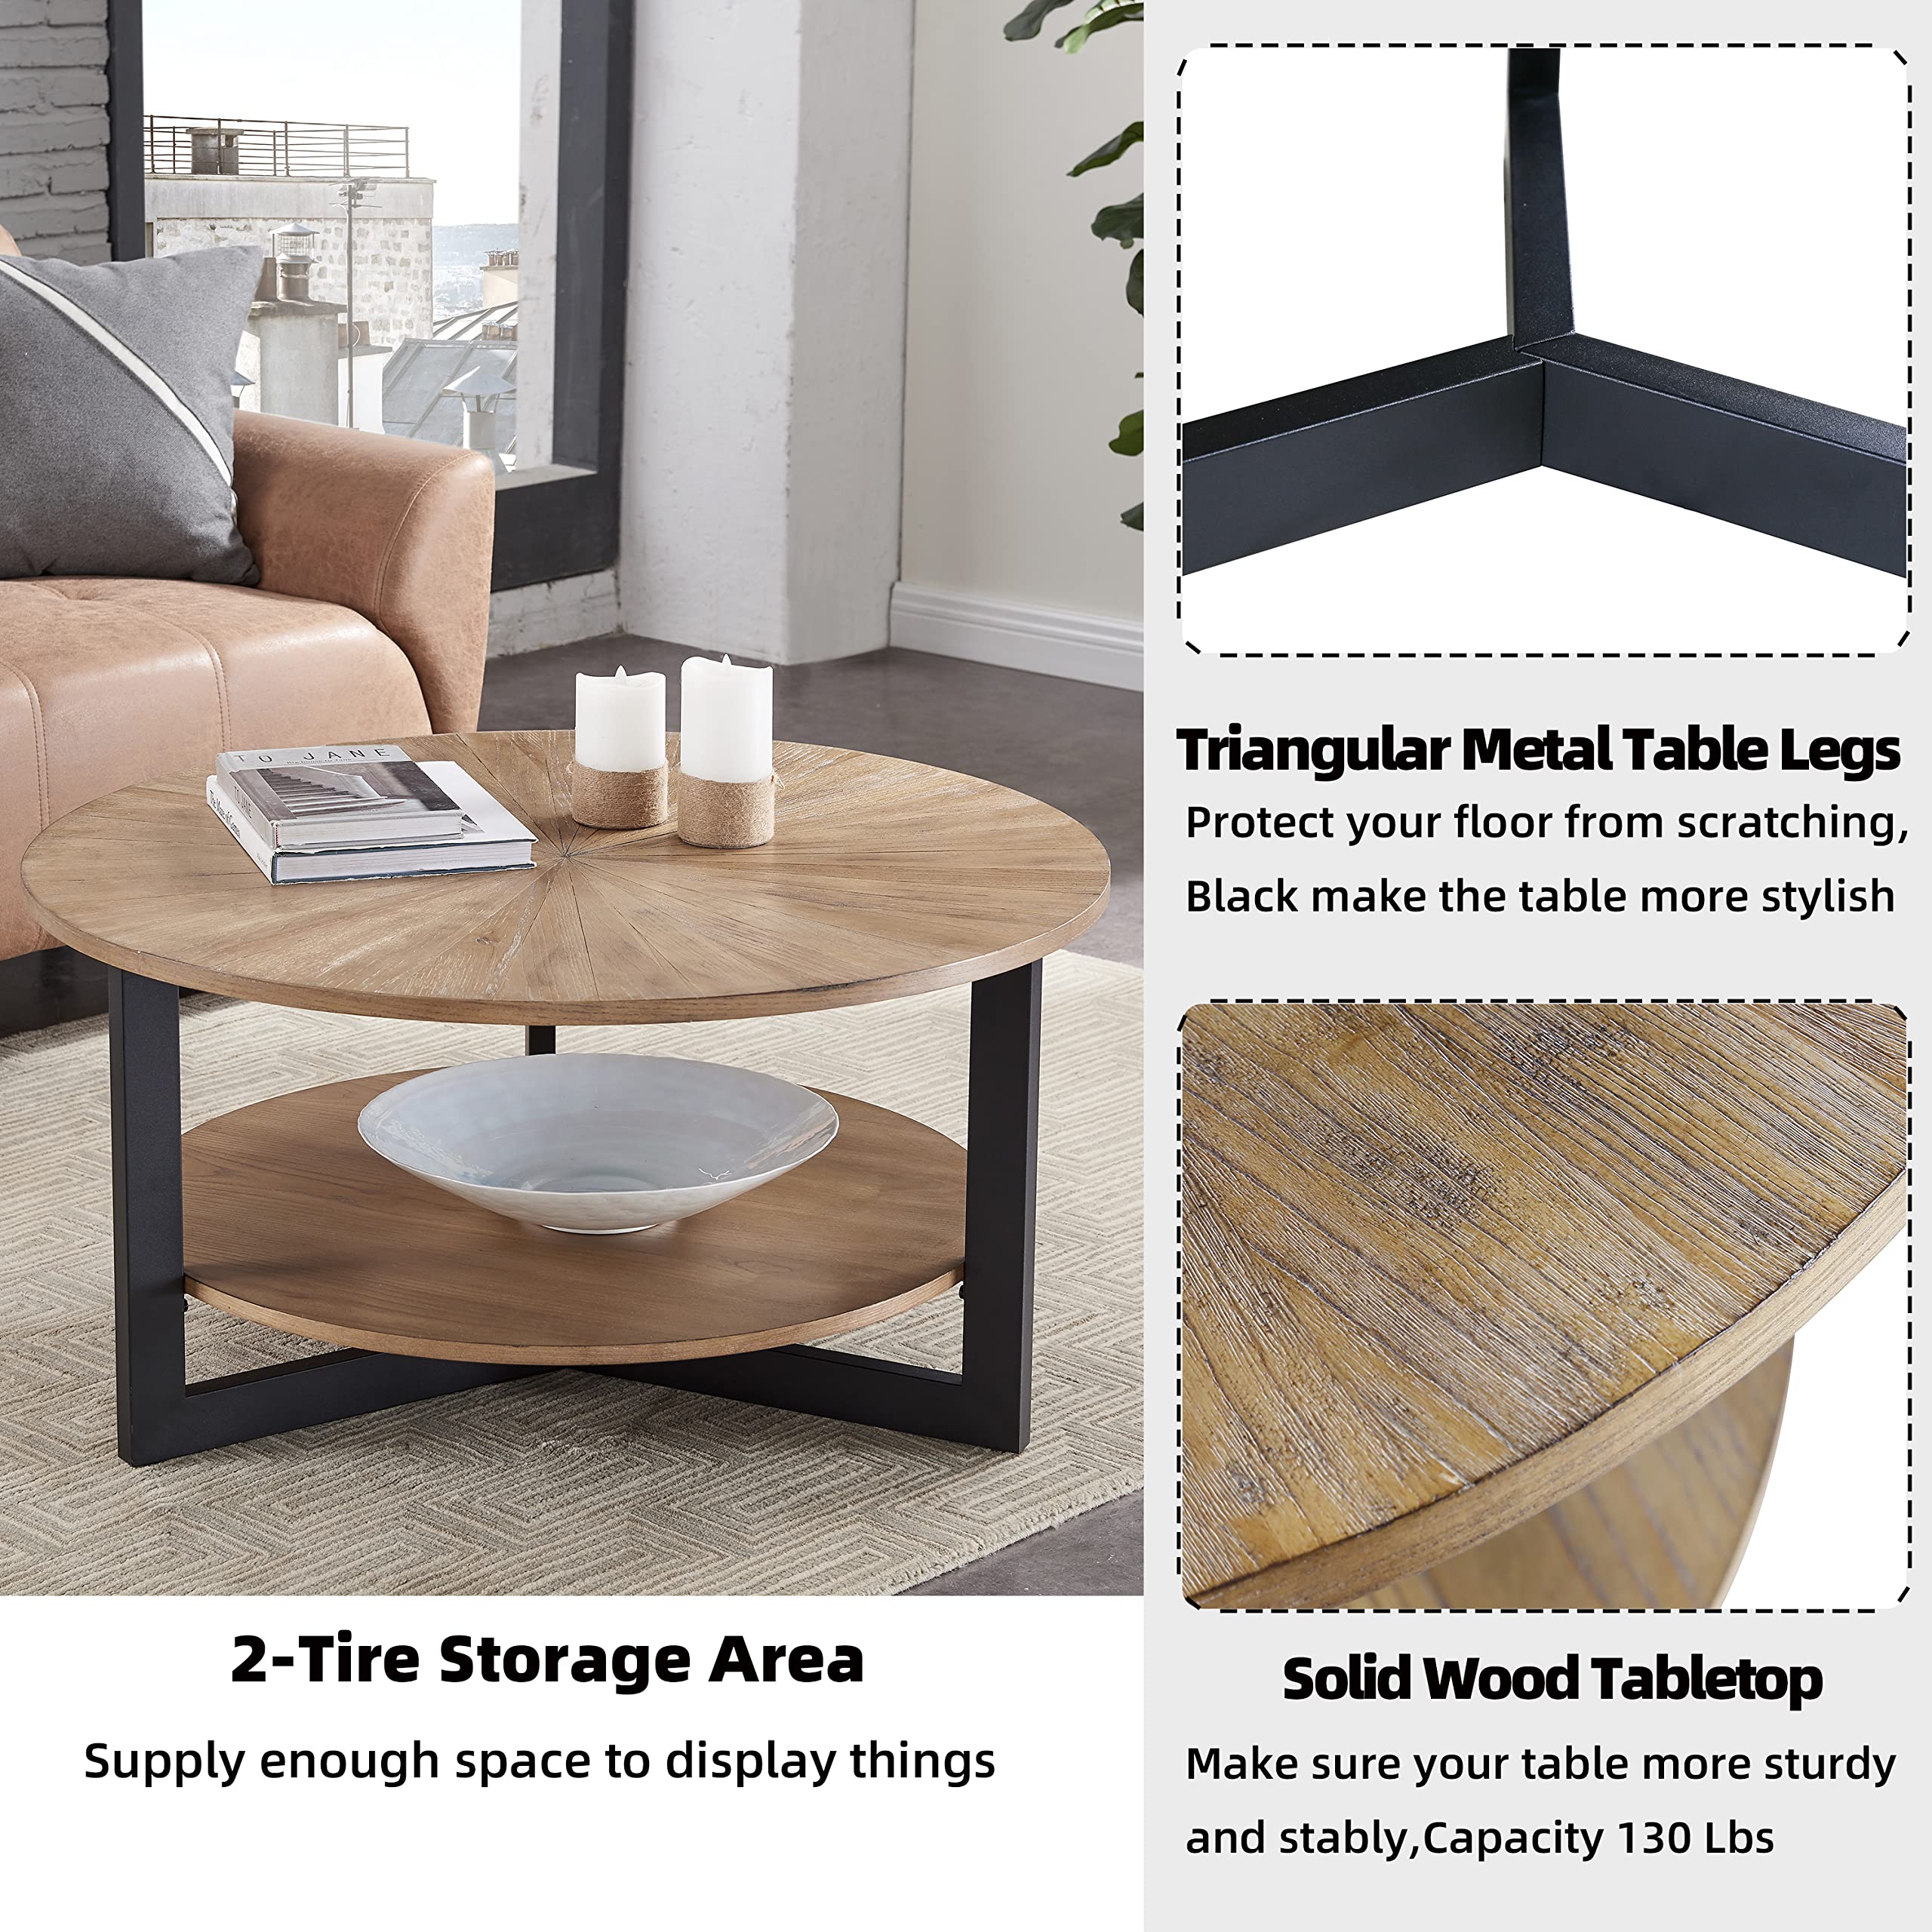 TO JANE
TO JANE
Triangular Metal Table Legs
Protect your floor from scratching,
Black make the table more stylish
2-Tire Storage Area
Supply enough space to display things
Solid Wood Tabletop
Make sure your table more sturdy
and stably,Capacity 130 Lbs